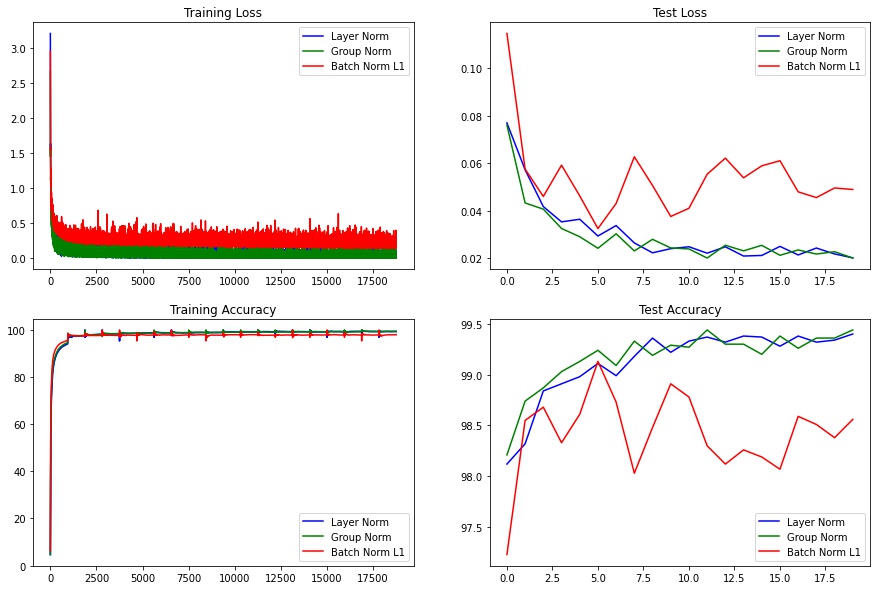 Training Loss
Layer Norm
Group Norm
Batch Norm L1
3.0
2.5
2.0
1.5
1.0
0.5
0.0
0 2500 5000 7500 10000 12500 15000 17500
Test Loss
Layer Norm
Group Norm
Batch Norm L1
0.10
0.08
0.06
0.04
0.02
0.0 2.5 5.0 7.5 10.0 12.5 15.0 17.5
Training Accuracy
100
80
60
40
20
0
Layer Norm
Group Norm
Batch Norm L1
0 2500 5000 7500 10000 12500 15000 17500
Test Accuracy
99.5
99.0
98.5
98.0
97.5
Layer Norm
Group Norm
Batch Norm L1
0.0 2.5 5.0 7.5 10.0 12.5 15.0 17.5